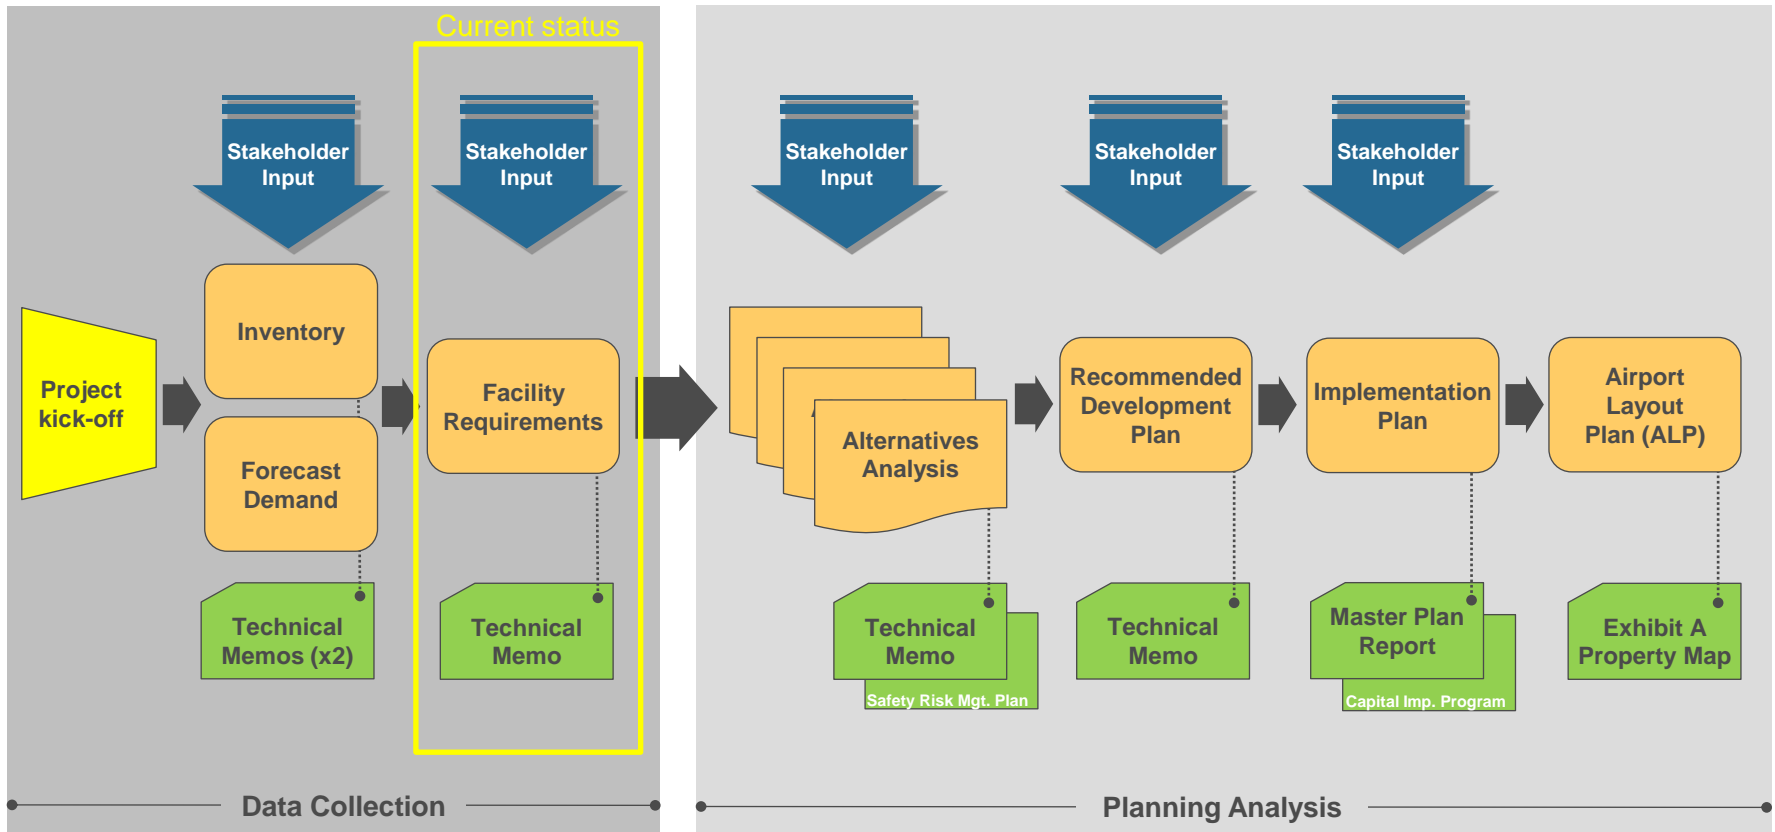 Current status
Stakeholder
Input
Stakeholder
Input
Stakeholder
Input
Stakeholder
Input
Stakeholder
Input
Project
kick-off
Inventory
Forecast
Demand
Facility
Requirements
Alternatives
Analysis
Recommended
Development
Plan
Implementation
Plan
Airport
Layout
Plan (ALP)
Technical
Memos (x2)
Technical
Memo
Technical
Memo
Safety Risk Mgt. Plan
Technical
Memo
Master Plan
Report
Capital Imp. Program
Exhibit A
Property Map
Data Collection
Planning Analysis